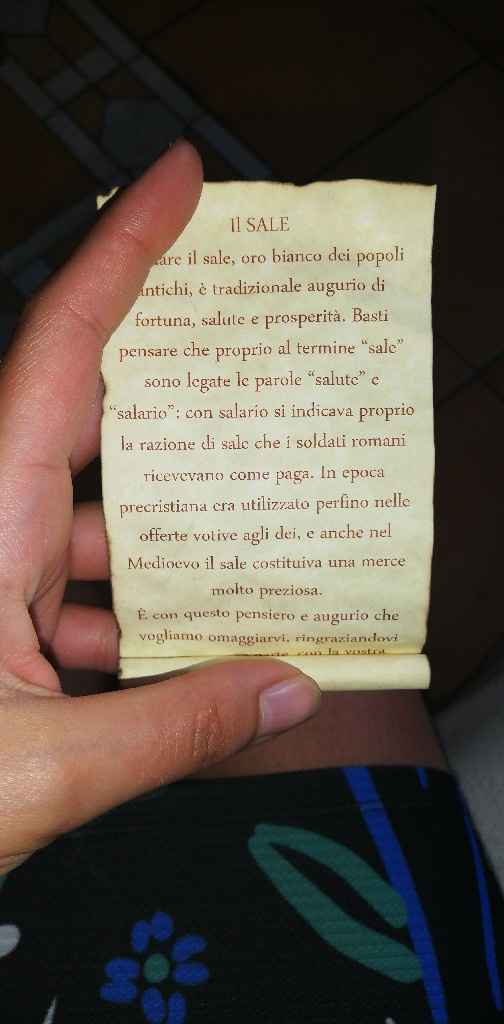 Il SALE
il sale, oro bianco dei popoli
antichi, è tradizionale augurio di
fortuna, salute e prosperità. Basti
pensare che proprio al termine “sale”
sono legate le parole “salute” e
“salario”: con salario si indicava proprio
la razione di sale che i soldati romani
ricevevano come paga. In epoca
precristiana era utilizzato perfino nelle
offerte votive agli dei, e anche nel
Medioevo il sale costituiva una merce
molto preziosa.
È con questo pensiero e augurio che
vogliamo omaggiarvi, ringraziandovi
con la vostra